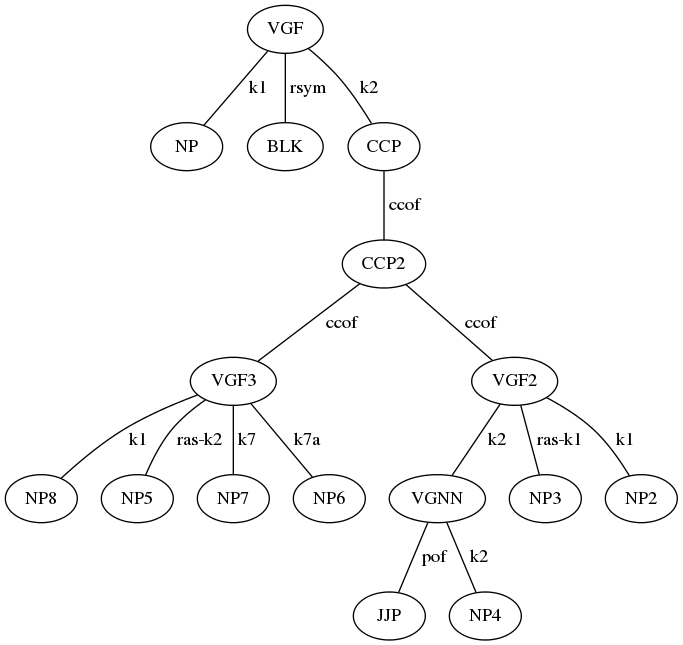 VGF
k1 rsym k2
NP BLK CCP
ccof
CCP2
ccof ccof
VGF3 VGF2
k1 ras-k2 k7 k7a k2 ras-k1 k1
NP8 NP5 NP7 NP6 VGNN NP3 NP2
pof k2
JJP NP4